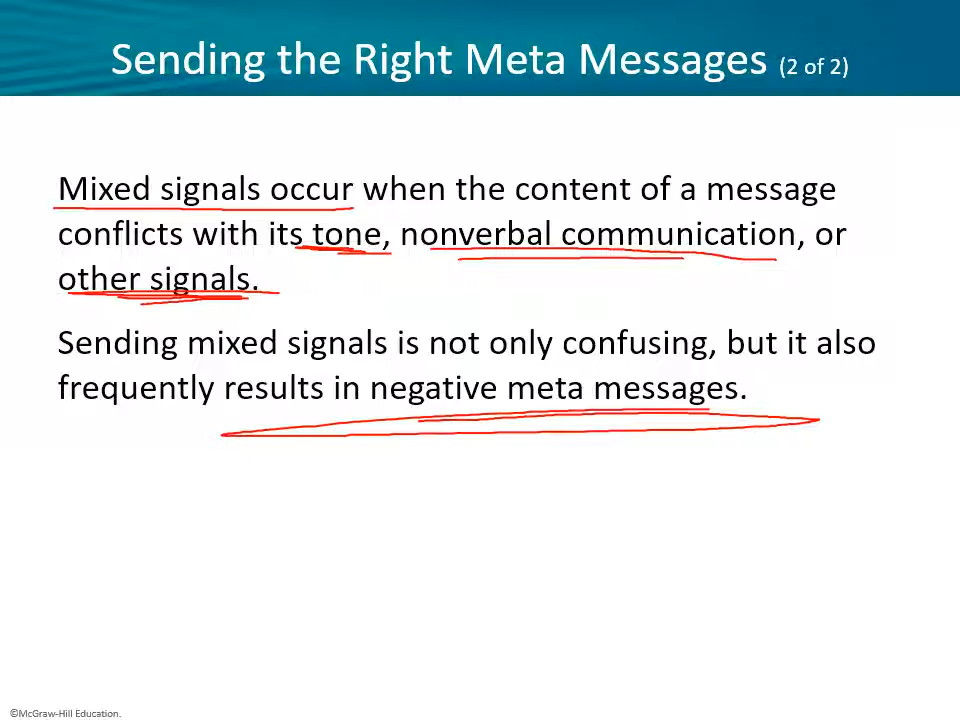 Sending the Right Meta Messages (2 of 2)
Mixed signals occur when the content of a message
conflicts with its tone, nonverbal communication, or
other signals.
Sending mixed signals is not only confusing, but it also
frequently results in negative meta messages.
©McGraw-Hill Education.